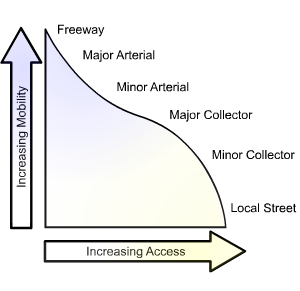 Freeway
Major Arterial
Minor Arterial
Major Collector
Minor Collector
Local Street
Increasing Mobility
Increasing Access